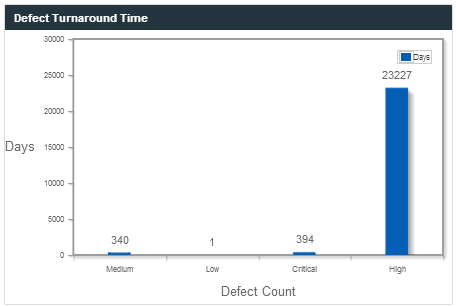 Defect Turnaround Time
30000
25000
20000
15000
10000
5000
0
Days
Days
340
1
394
23227
Medium
Low
Critical
High
Defect Count